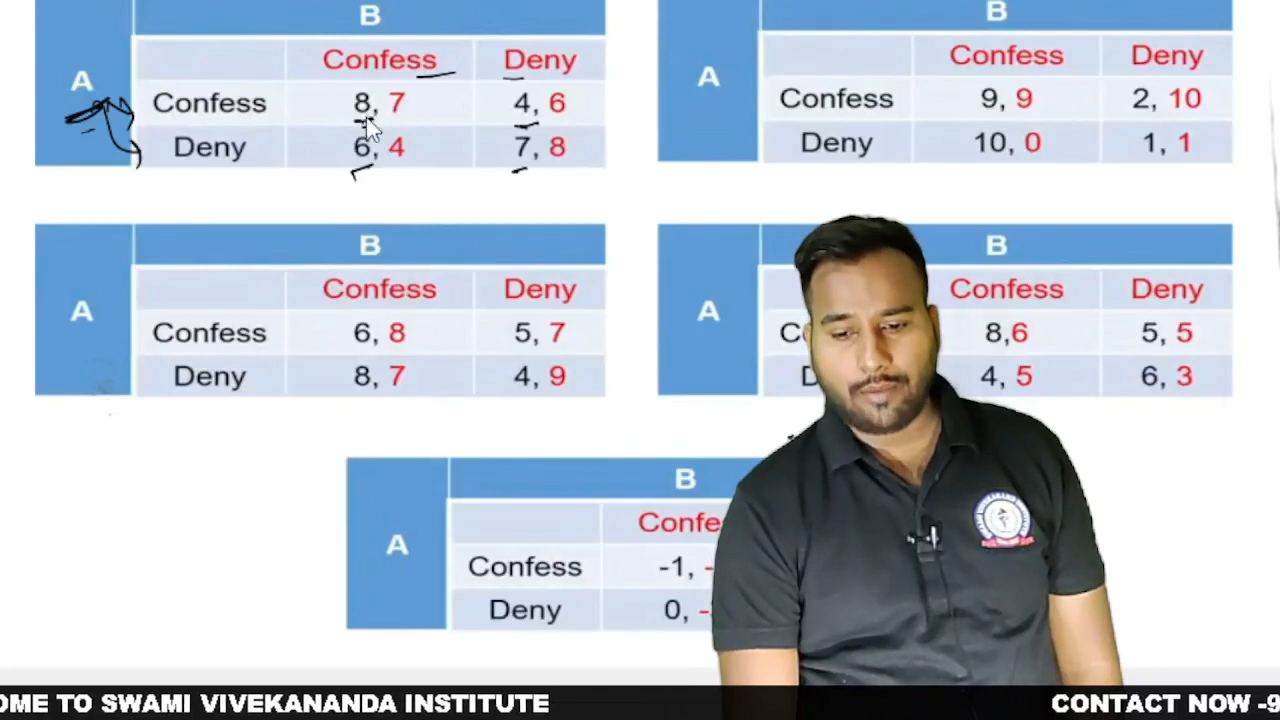 B
A
Confess Deny
Confess 8, 7 4, 6
Deny 6, 4 7, 8
B
A
Confess Deny
Confess 9, 9 2, 10
Deny 10, 0 1, 1
B
A
Confess Deny
Confess 6, 8 5, 7
Deny 8, 7 4, 9
B
A
Confess Deny
8,6 5, 5
4, 5 6, 3
B
A
Confess -1,
Deny 0,
OME TO SWAMI VIVEKANANDA INSTITUTE
CONTACT NOW -9